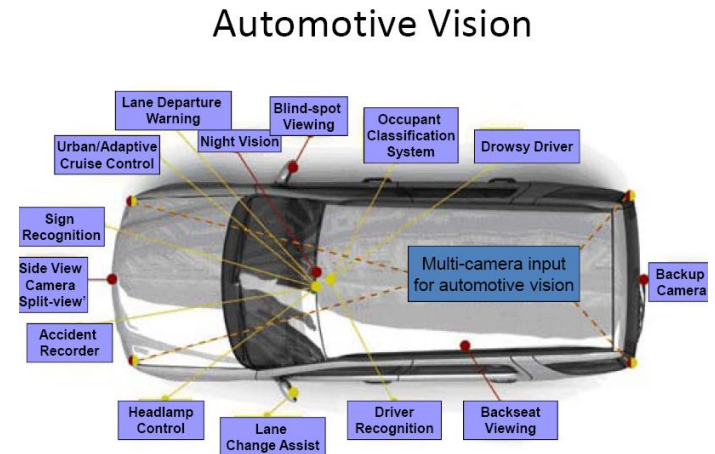 Automotive Vision
Lane Departure
Warning
Blind-spot
Viewing
Night Vision
Occupant
Classification
System
Drowsy Driver
Urban/Adaptive
Cruise Control
Sign
Recognition
Side View
Camera
Split-view'
Multi-camera input
for automotive vision
Backup
Camera
Accident
Recorder
Headlamp
Control
Lane
Change Assist
Driver
Recognition
Backseat
Viewing